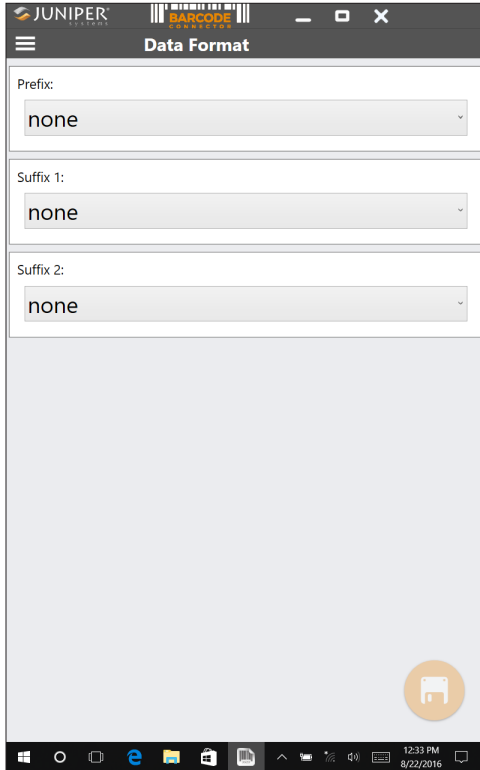 JUNIPER®
systems
BARCODE
CONNECTOR
Data Format
Prefix:
none
Suffix 1:
none
Suffix 2:
none
12:33 PM
8/22/2016